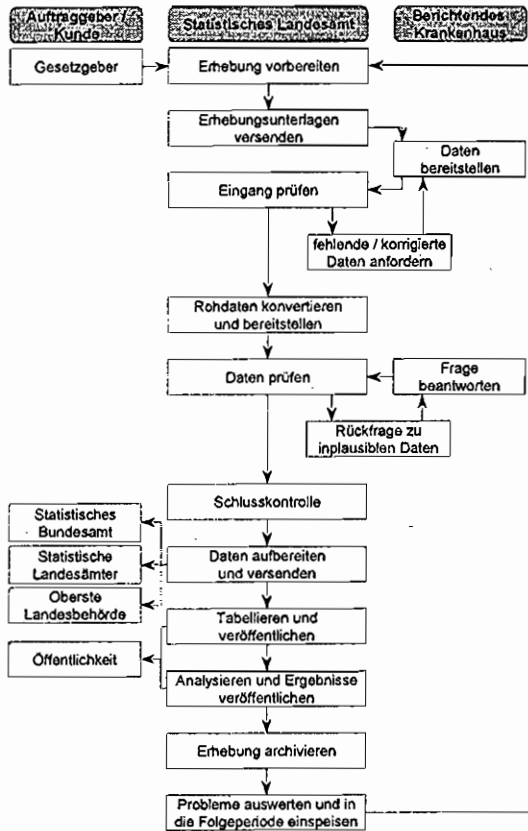 Auftraggeber /
Kunde
Statistisches Landesamt
Berichtendes
Krankenhaus
Gesetzgeber
Erhebung vorbereiten
Erhebungsunterlagen
versenden
Daten
bereitstellen
Eingang prüfen
fehlende / korrigierte
Daten anfordern
Rohdaten konvertieren
und bereitstellen
Daten prüfen
Frage
beantworten
Rückfrage zu
inplausiblen Daten
Schlusskontrolle
Statistisches
Bundesamt
Statistische
Landesämter
Daten aufbereiten
und versenden
Oberste
Landesbehörde
Tabellieren und
veröffentlichen
Öffentlichkeit
Analysieren und Ergebnisse
veröffentlichen
Erhebung archivieren
Probleme auswerten und in
die Folgeperiode einspeisen